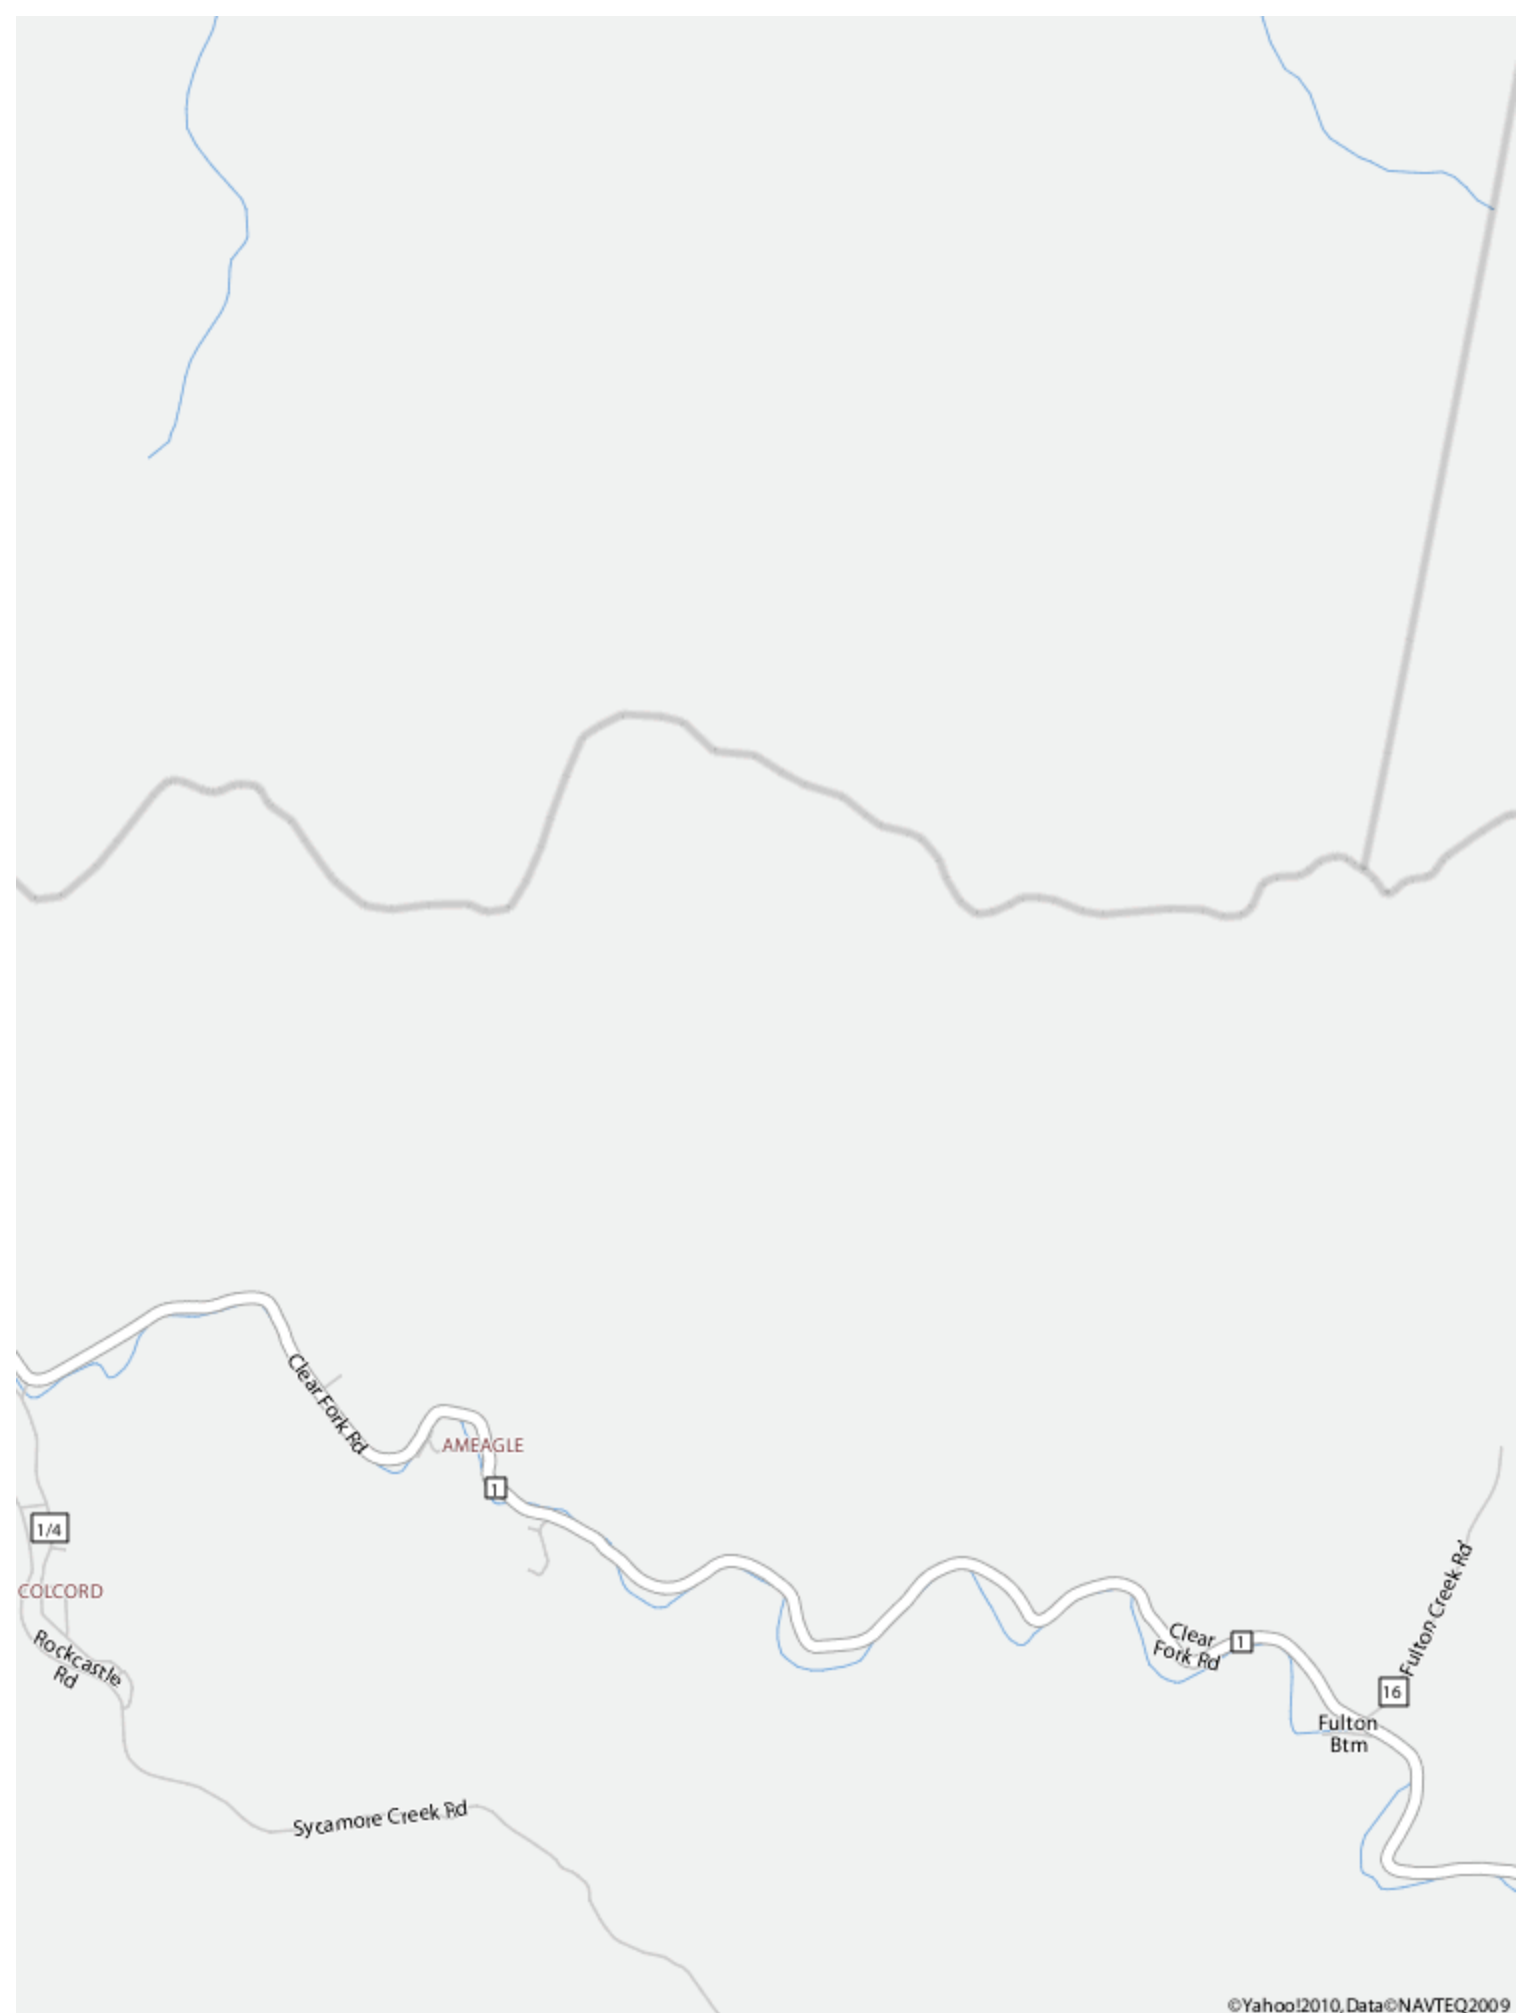 Clear Fork Rd
AMEAGLE
1
1/4
COLCORD
Rockcastle
Rd
Clear
Fork Rd
1
Fulton Creek Rd
16
Fulton
Btm
Sycamore Creek Rd
©Yahoo!2010,Data©NAVTEQ2009